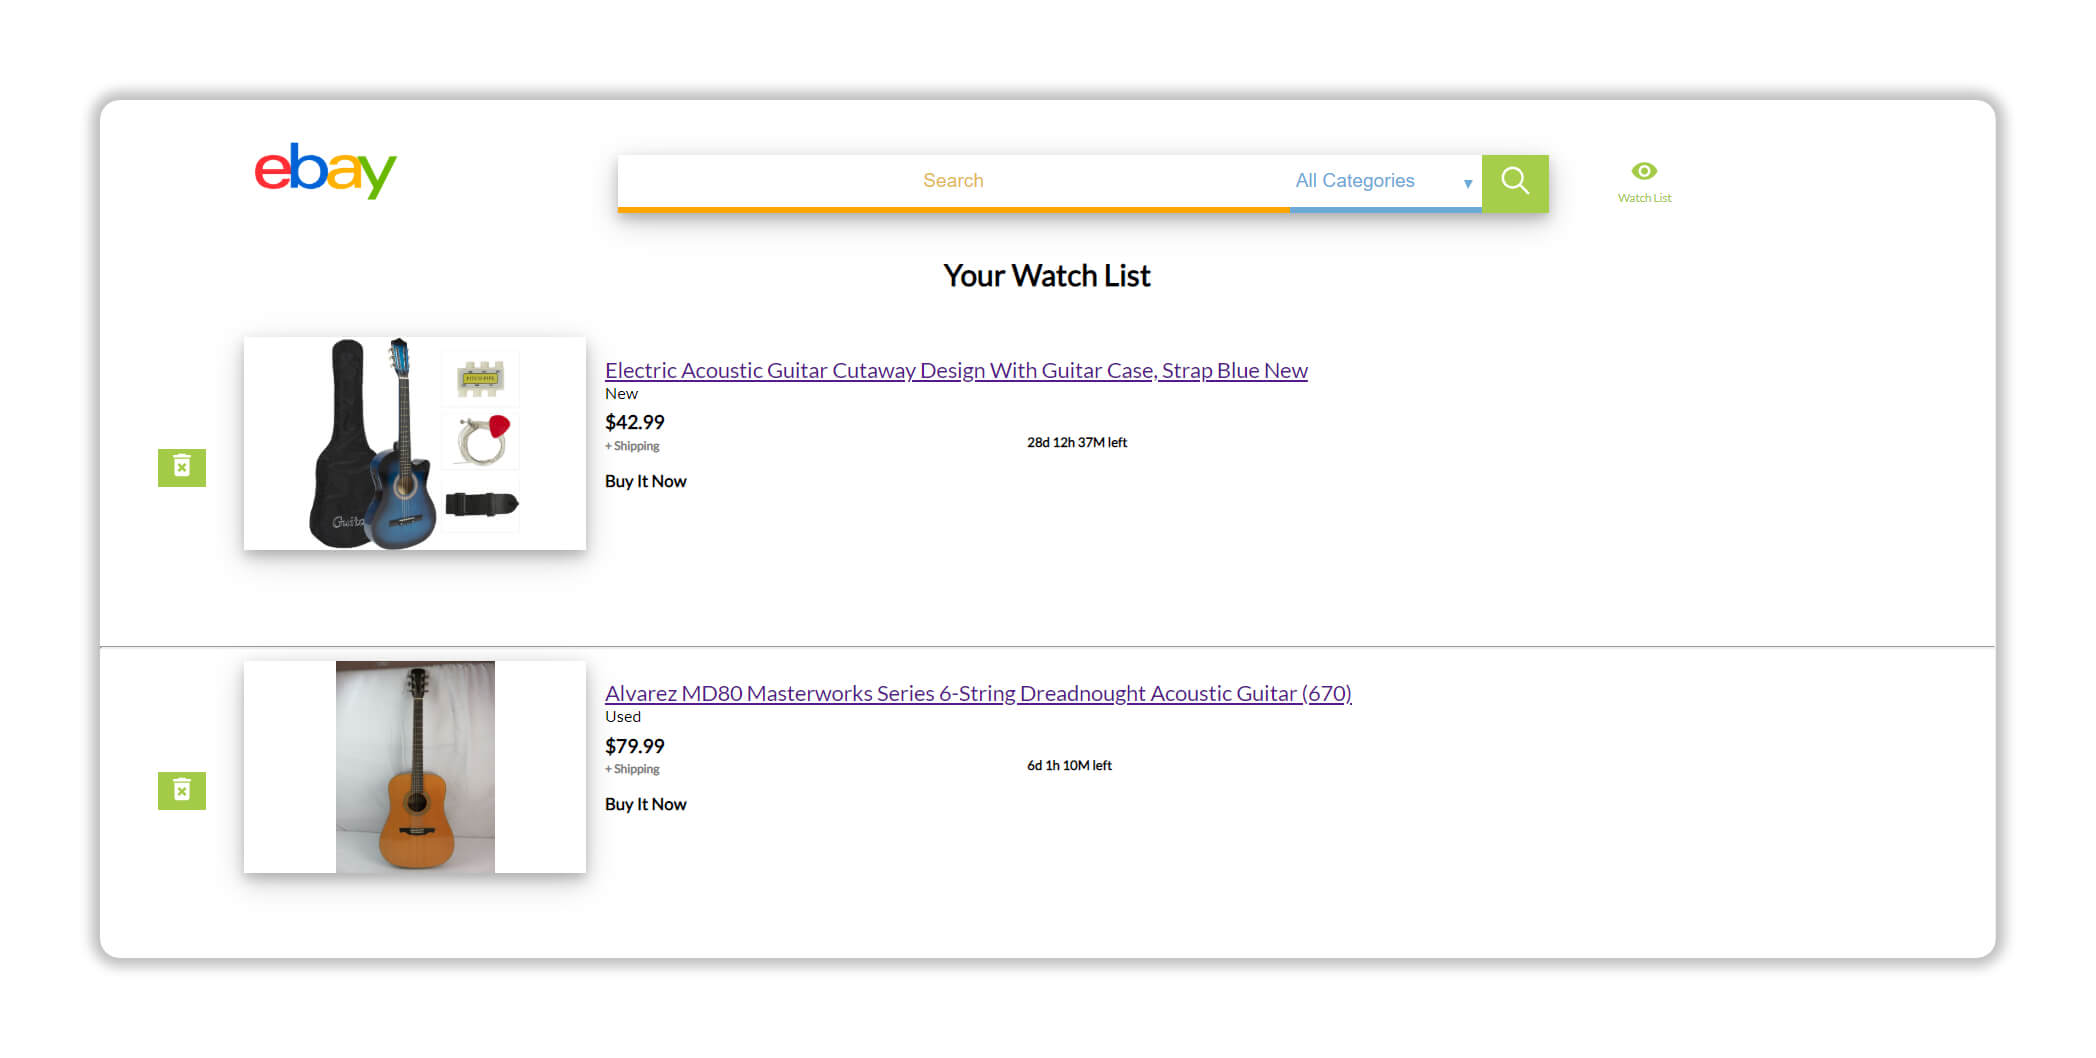 ebay
Search
All Categories
Watch List
Your Watch List
Electric Acoustic Guitar Cutaway Design With Guitar Case, Strap Blue New
New
$42.99
+ Shipping
28d 12h 37M left
Buy It Now
Alvarez MD80 Masterworks Series 6-String Dreadnought Acoustic Guitar (670)
Used
$79.99
+ Shipping
6d 1h 10M left
Buy It Now